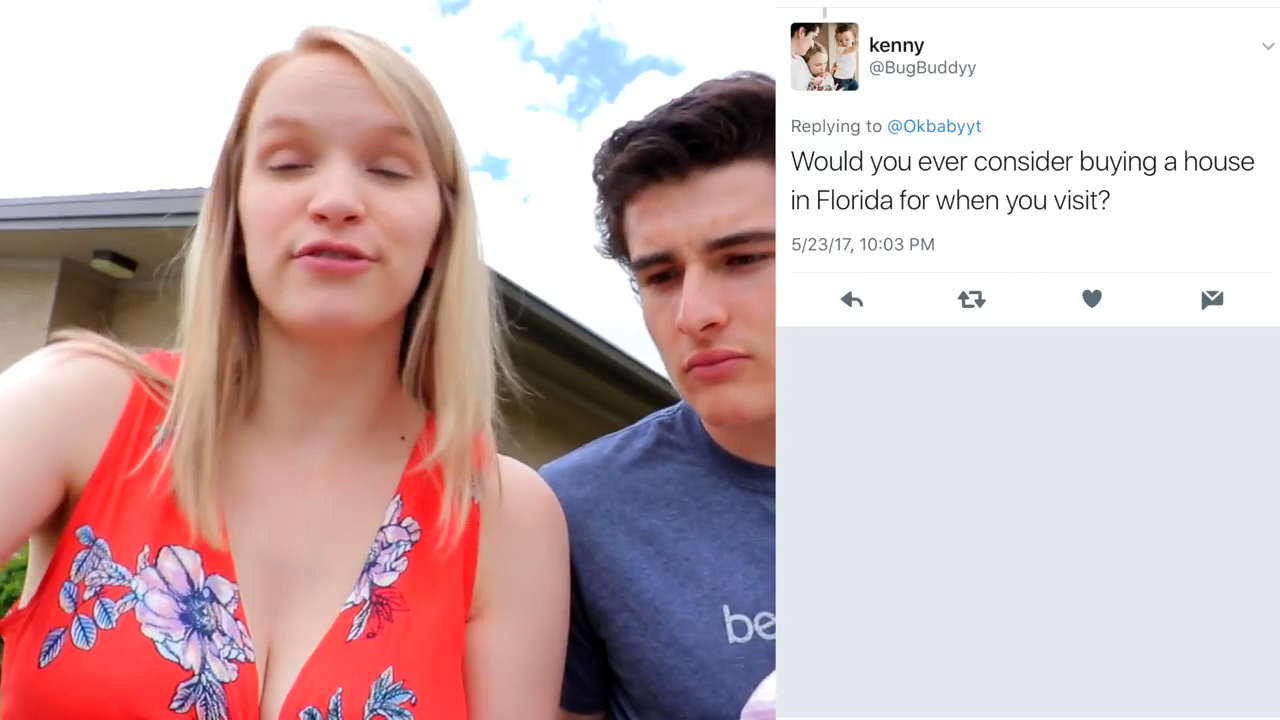 kenny
@BugBuddyy
Replying to @Okbabyyt
Would you ever consider buying a house
in Florida for when you visit?
5/23/17, 10:03 PM
be